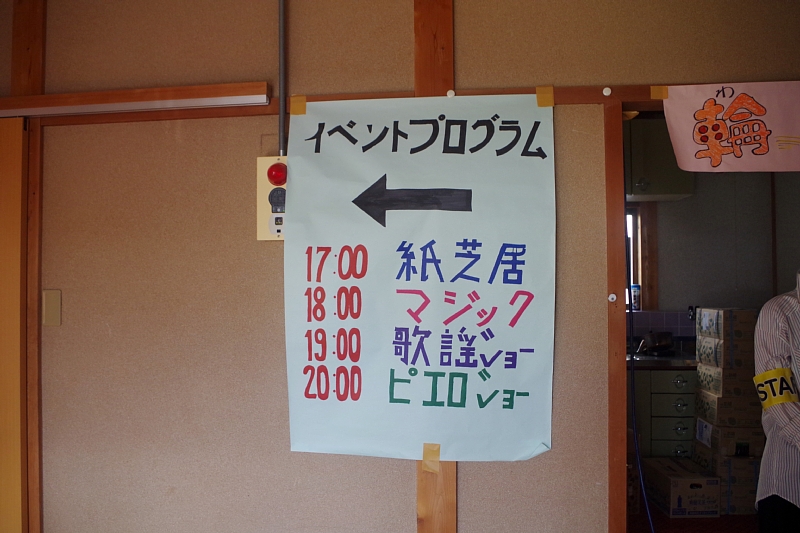 イベントプログラム
17:00 紙芝居
18:00 マジック
19:00 歌謡ショー
20:00 ピエロショー
わ
輪
STA